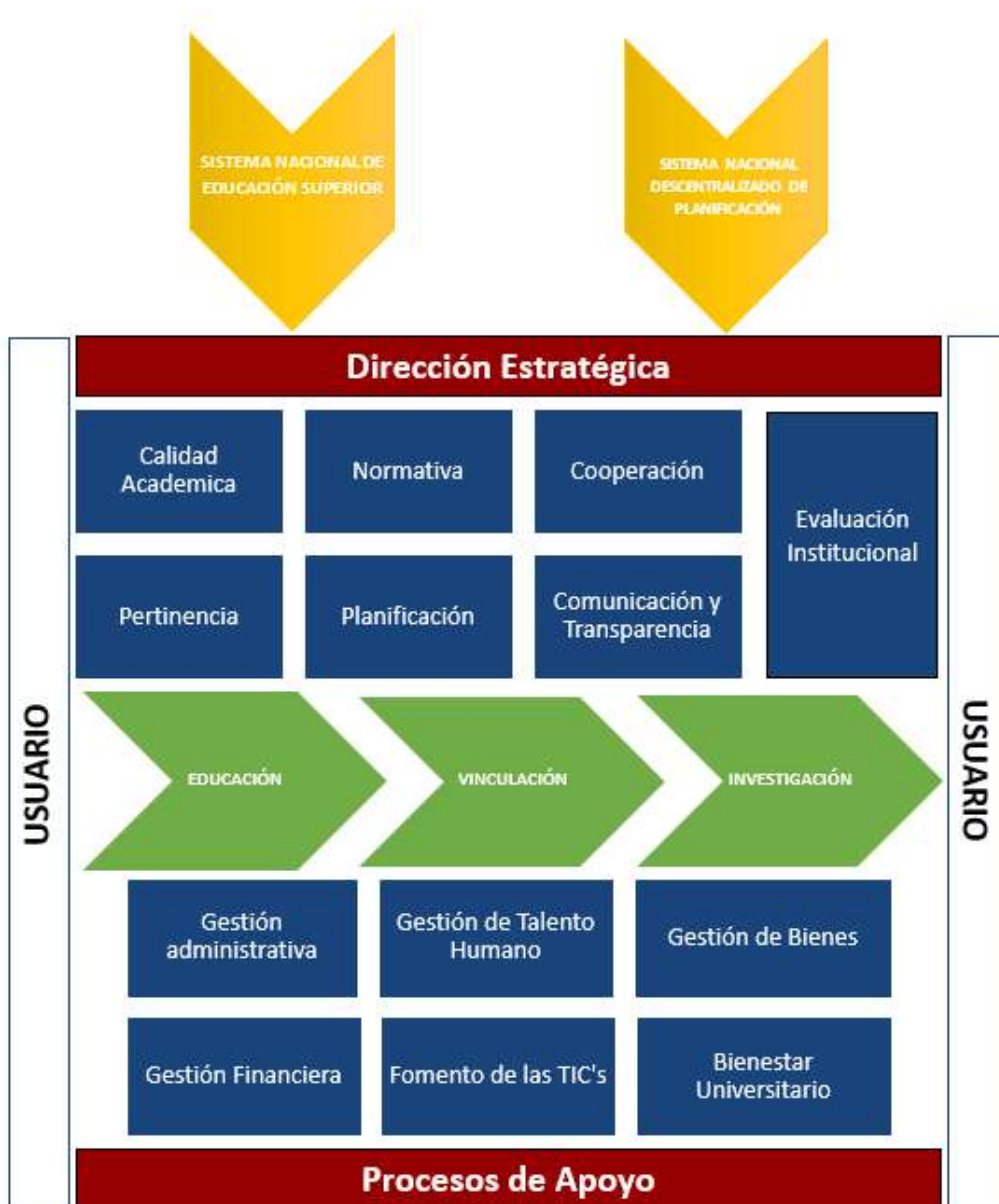 SISTEMA NACIONAL DE
EDUCACIÓN SUPERIOR
SISTEMA NACIONAL
DESCENTRALIZADO DE
PLANIFICACIÓN
Dirección Estratégica
Calidad
Academica
Normativa
Cooperación
Evaluación
Institucional
Pertinencia
Planificación
Comunicación y
Transparencia
USUARIO
EDUCACIÓN
VINCULACIÓN
INVESTIGACIÓN
USUARIO
Gestión
administrativa
Gestión de Talento
Humano
Gestión de Bienes
Gestión Financiera
Fomento de las TIC's
Bienestar
Universitario
Procesos de Apoyo